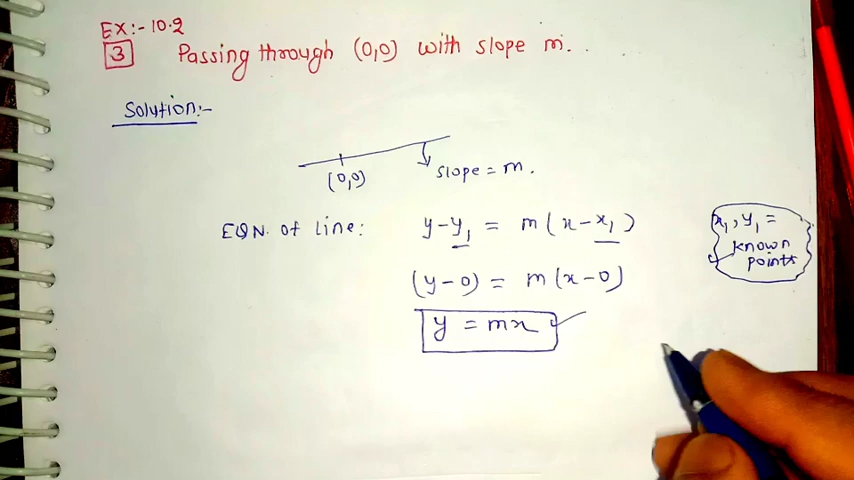 EX:- 10.2
3 Passing through (0,0) with slope m.
Solution:-
(0,0) slope = m.
EQN. of line: y-y₁ = m(x-x₁)
x₁, y₁ = known points
(y-0) = m(x-0)
y = mx